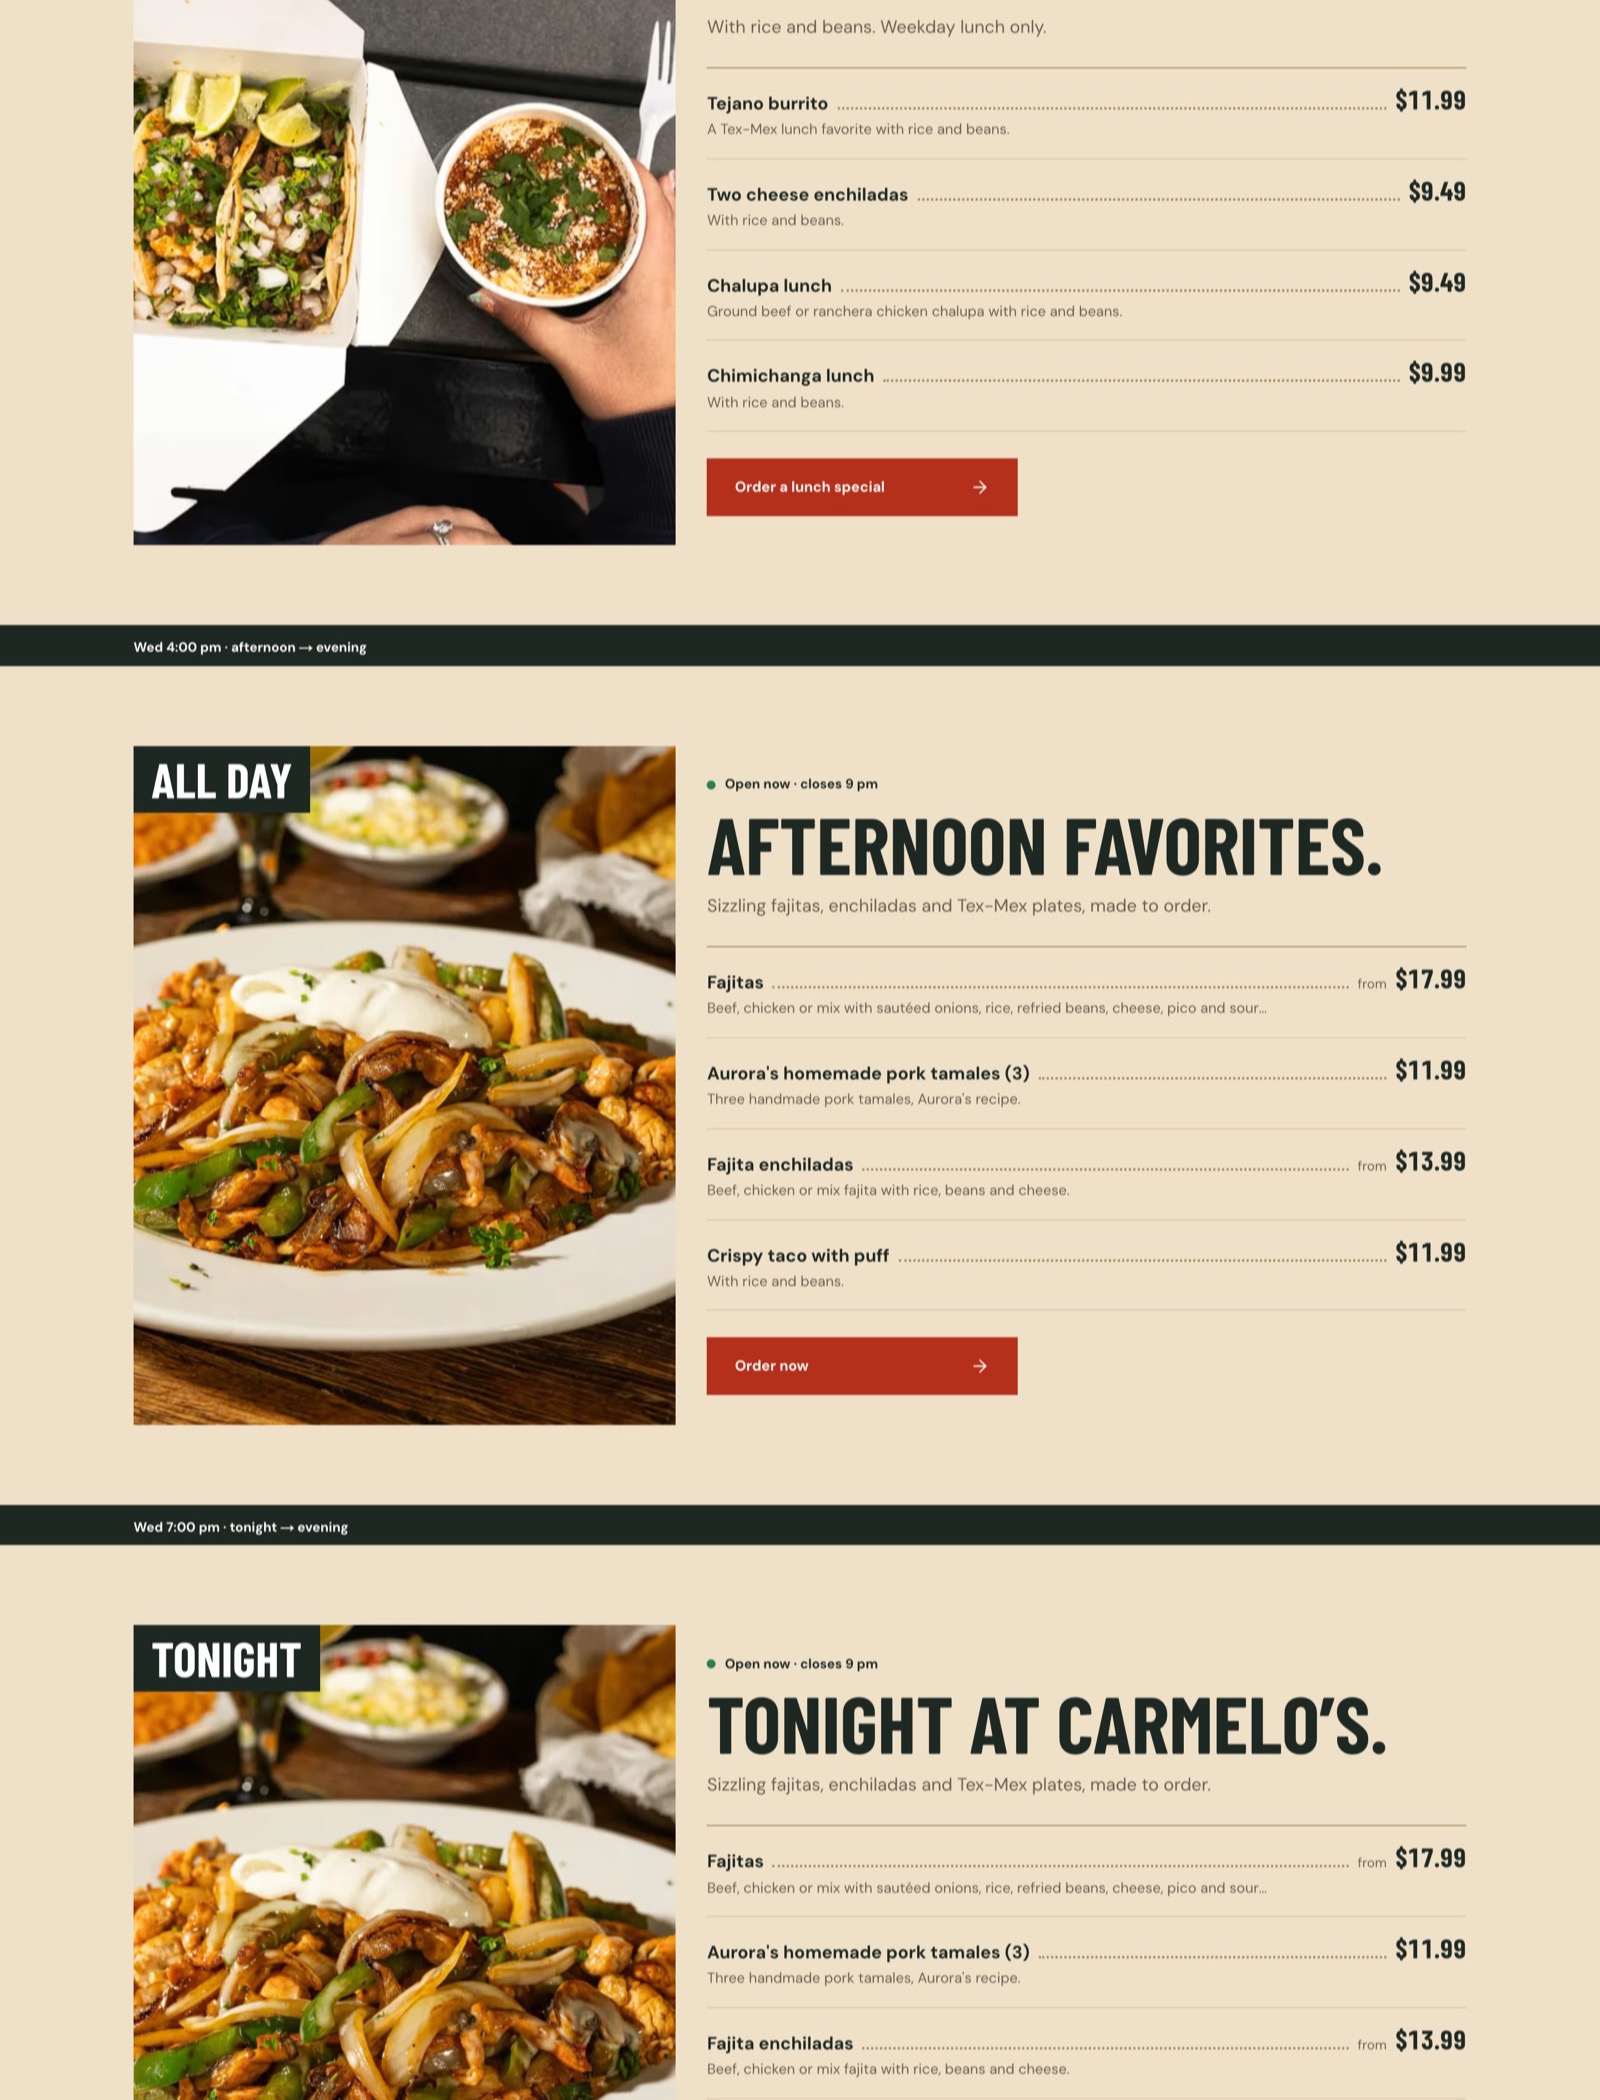 With rice and beans. Weekday lunch only.
Tejano burrito $11.99
A Tex-Mex lunch favorite with rice and beans.
Two cheese enchiladas $9.49
With rice and beans.
Chalupa lunch $9.49
Ground beef or ranchera chicken chalupa with rice and beans.
Chimichanga lunch $9.99
With rice and beans.
Order a lunch special →
Wed 4:00 pm · afternoon → evening
ALL DAY
Open now · closes 9 pm
AFTERNOON FAVORITES.
Sizzling fajitas, enchiladas and Tex-Mex plates, made to order.
Fajitas from $17.99
Beef, chicken or mix with sautéed onions, rice, refried beans, cheese, pico and sour...
Aurora's homemade pork tamales (3) $11.99
Three handmade pork tamales, Aurora's recipe.
Fajita enchiladas from $13.99
Beef, chicken or mix fajita with rice, beans and cheese.
Crispy taco with puff $11.99
With rice and beans.
Order now →
Wed 7:00 pm · tonight → evening
TONIGHT
Open now · closes 9 pm
TONIGHT AT CARMELO’S.
Sizzling fajitas, enchiladas and Tex-Mex plates, made to order.
Fajitas from $17.99
Beef, chicken or mix with sautéed onions, rice, refried beans, cheese, pico and sour...
Aurora's homemade pork tamales (3) $11.99
Three handmade pork tamales, Aurora's recipe.
Fajita enchiladas from $13.99
Beef, chicken or mix fajita with rice, beans and cheese.